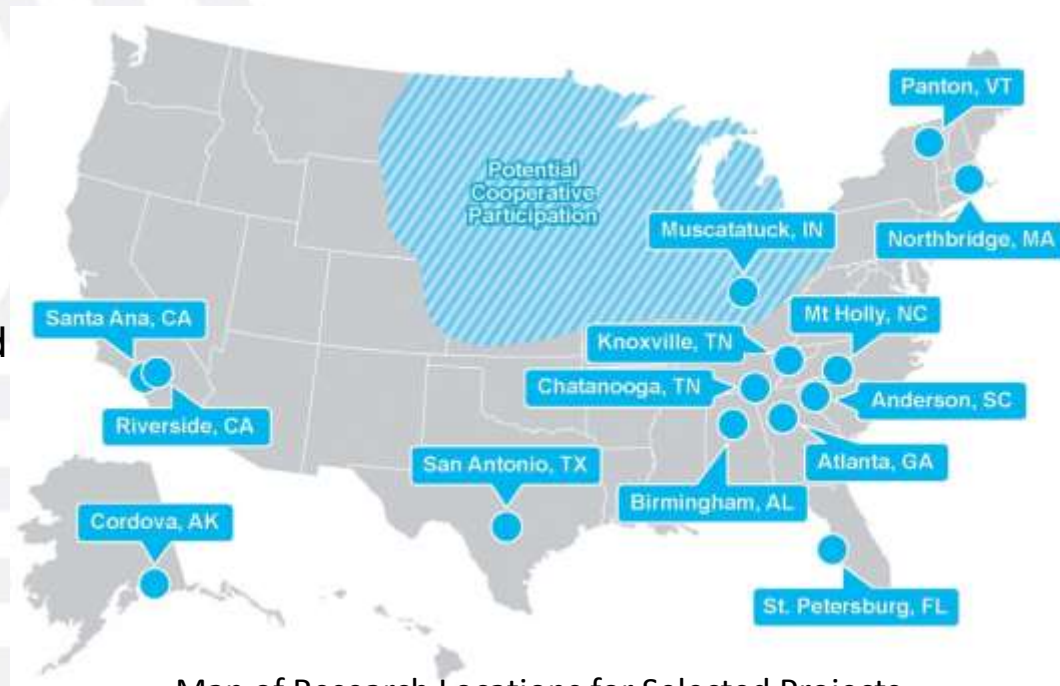 Panton, VT
Potential
Cooperative
Participation
Muscatatuck, IN
Northbridge, MA
Santa Ana, CA
Mt Holly, NC
Knoxville, TN
Chatanooga, TN
Anderson, SC
Riverside, CA
Atlanta, GA
San Antonio, TX
Birmingham, AL
Cordova, AK
St. Petersburg, FL
Map of Research Locations for Selected Projects